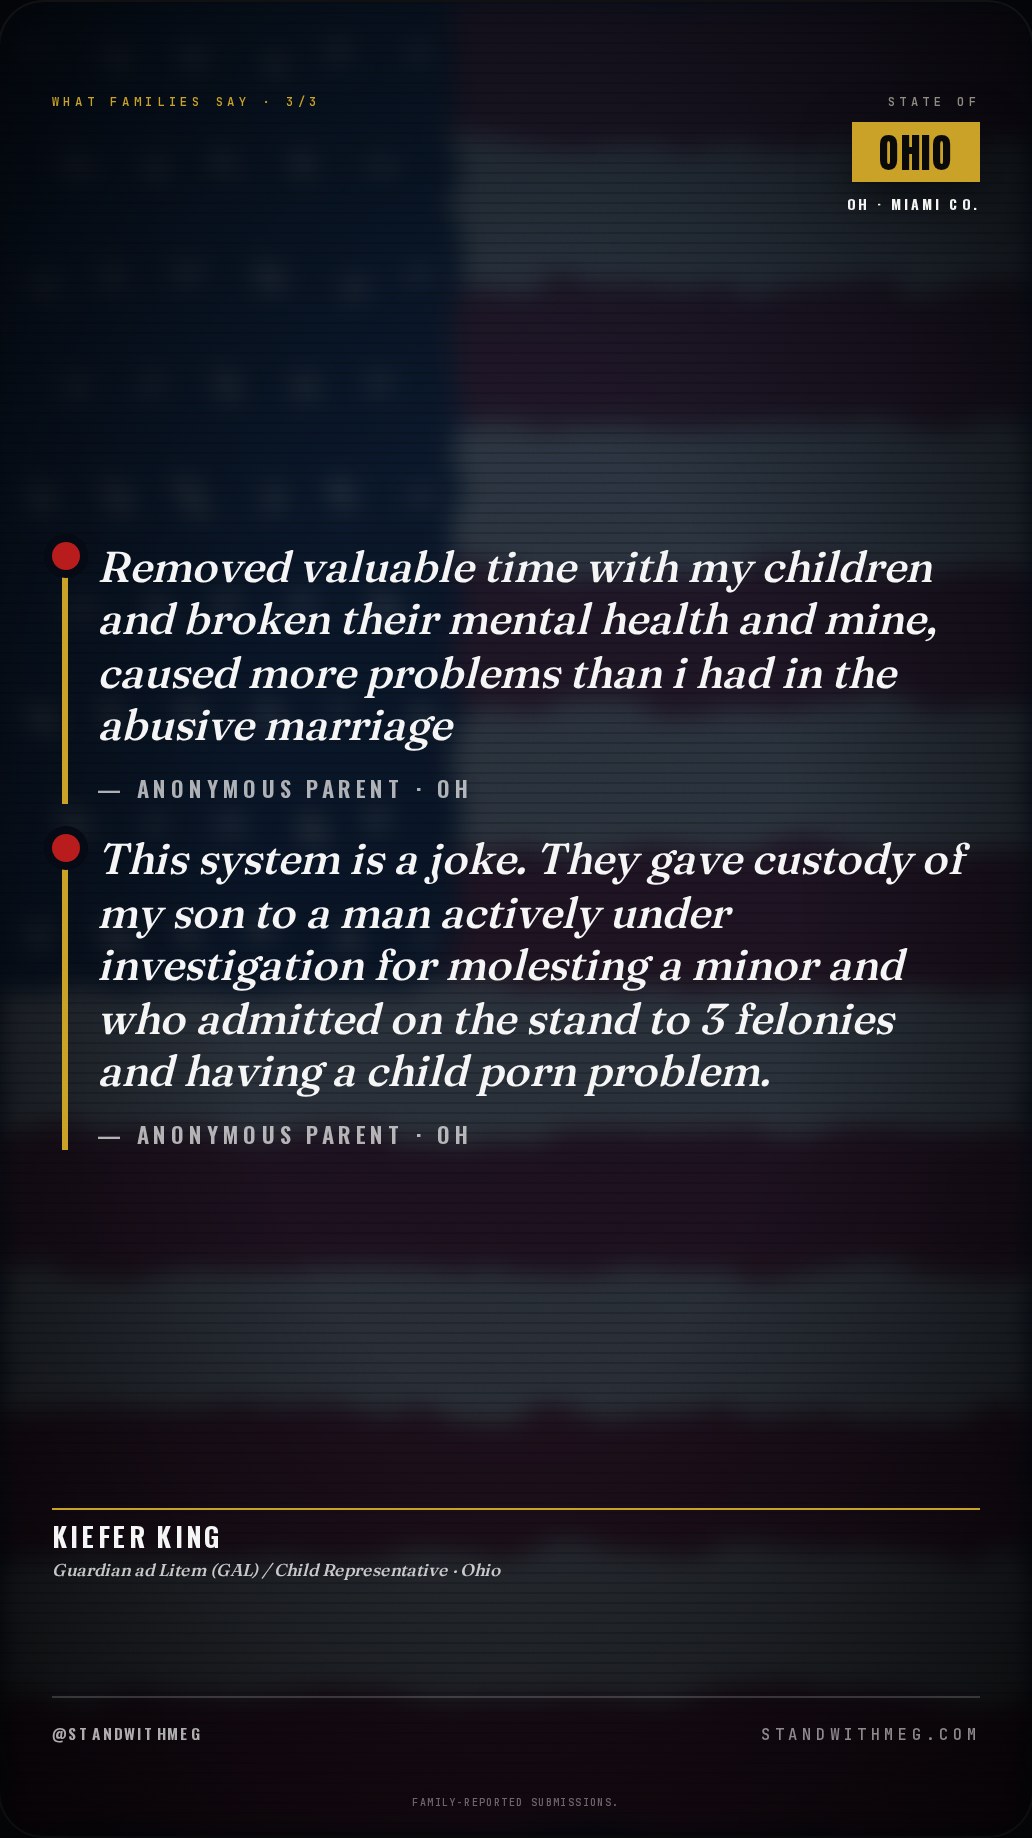 WHAT FAMILIES SAY · 3/3
STATE OF
OHIO
OH · MIAMI CO.
Removed valuable time with my children
and broken their mental health and mine,
caused more problems than i had in the
abusive marriage
— ANONYMOUS PARENT · OH
This system is a joke. They gave custody of
my son to a man actively under
investigation for molesting a minor and
who admitted on the stand to 3 felonies
and having a child porn problem.
— ANONYMOUS PARENT · OH
KIEFER KING
Guardian ad Litem (GAL) / Child Representative · Ohio
@STANDWITHMEG
STANDWITHMEG.COM
FAMILY-REPORTED SUBMISSIONS.